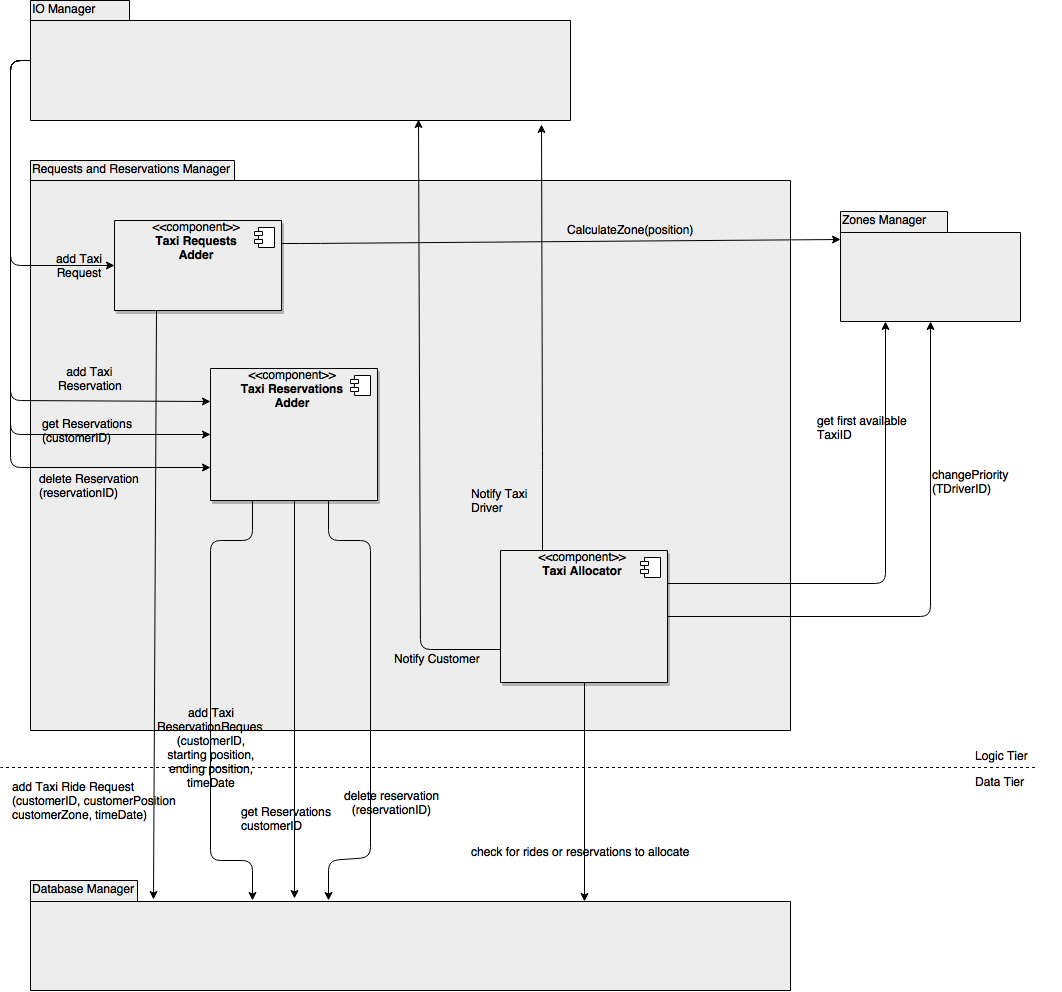 IO Manager
Requests and Reservations Manager
<<component>>
Taxi Requests
Adder
CalculateZone(position)
Zones Manager
add Taxi
Request
add Taxi
Reservation
<<component>>
Taxi Reservations
Adder
get Reservations
(customerID)
delete Reservation
(reservationID)
get first available
TaxiID
changePriority
(TDriverID)
Notify Taxi
Driver
<<component>>
Taxi Allocator
Notify Customer
add Taxi
ReservationReques
(customerID,
starting position,
ending position,
timeDate
Logic Tier
Data Tier
add Taxi Ride Request
(customerID, customerPosition
customerZone, timeDate)
get Reservations
customerID
delete reservation
(reservationID)
check for rides or reservations to allocate
Database Manager